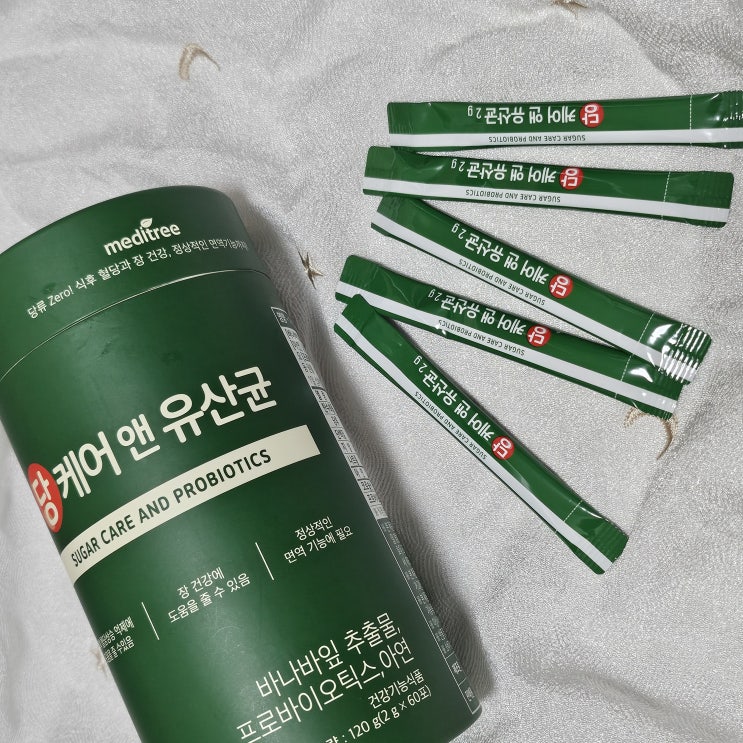 meditree
당류 Zero! 식후 혈당과 장 건강, 정상적인 면역기능까지
당케어 앤 유산균
SUGAR CARE AND PROBIOTICS
장 건강에
도움을 줄 수 있음
정상적인
면역 기능에 필요
바나바잎 추출물,
프로바이오틱스, 아연
건강기능식품
120 g(2 g x 60포)
당케어 앤 유산균 2 g
SUGAR CARE AND PROBIOTICS
당케어 앤 유산균 2 g
SUGAR CARE AND PROBIOTICS
당케어 앤 유산균 2 g
SUGAR CARE AND PROBIOTICS
당케어 앤 유산균 2 g
SUGAR CARE AND PROBIOTICS
당케어 앤 유산균 2 g
SUGAR CARE AND PROBIOTICS